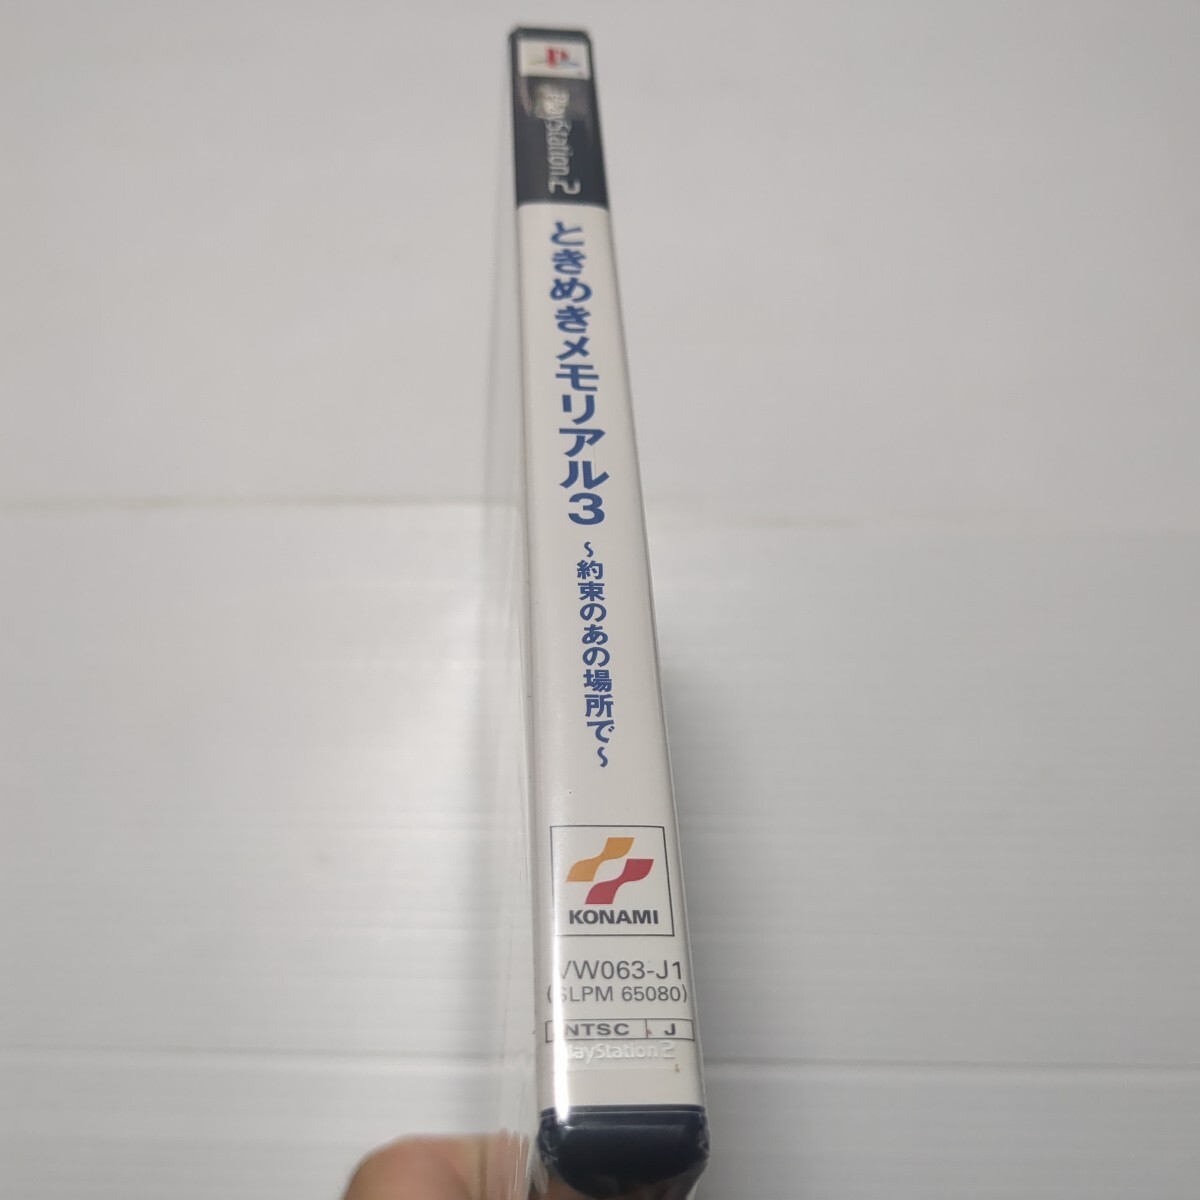 PlayStation.2
ときめきメモリアル3
~約束のあの場所で~
KONAMI
VW063-J1
(SLPM 65080)
NTSC J
PlayStation 2